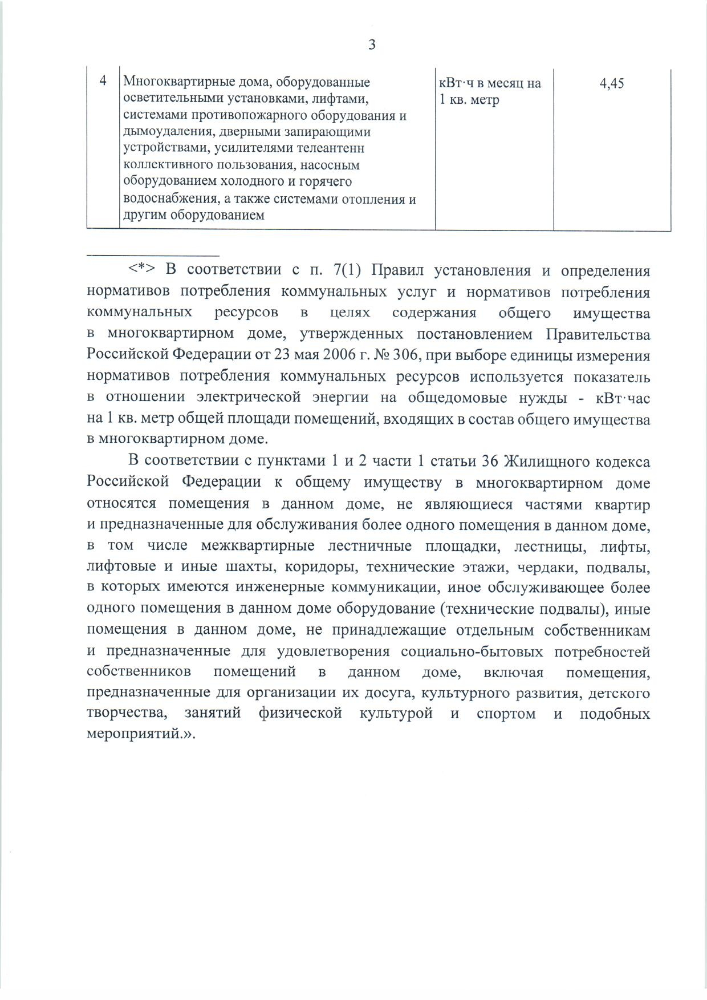 3
4
Многоквартирные дома, оборудованные
осветительными установками, лифтами,
системами противопожарного оборудования и
дымоудаления, дверными запирающими
устройствами, усилителями телеантенн
коллективного пользования, насосным
оборудованием холодного и горячего
водоснабжения, а также системами отопления и
другим оборудованием
кВт·ч в месяц на
1 кв. метр
4,45
<*> В соответствии с п. 7(1) Правил установления и определения
нормативов потребления коммунальных услуг и нормативов потребления
коммунальных ресурсов в целях содержания общего имущества
в многоквартирном доме, утвержденных постановлением Правительства
Российской Федерации от 23 мая 2006 г. № 306, при выборе единицы измерения
нормативов потребления коммунальных ресурсов используется показатель
в отношении электрической энергии на общедомовые нужды - кВт·час
на 1 кв. метр общей площади помещений, входящих в состав общего имущества
в многоквартирном доме.
В соответствии с пунктами 1 и 2 части 1 статьи 36 Жилищного кодекса
Российской Федерации к общему имуществу в многоквартирном доме
относятся помещения в данном доме, не являющиеся частями квартир
и предназначенные для обслуживания более одного помещения в данном доме,
в том числе межквартирные лестничные площадки, лестницы, лифты,
лифтовые и иные шахты, коридоры, технические этажи, чердаки, подвалы,
в которых имеются инженерные коммуникации, иное обслуживающее более
одного помещения в данном доме оборудование (технические подвалы), иные
помещения в данном доме, не принадлежащие отдельным собственникам
и предназначенные для удовлетворения социально-бытовых потребностей
собственников помещений в данном доме, включая помещения,
предназначенные для организации их досуга, культурного развития, детского
творчества, занятий физической культурой и спортом и подобных
мероприятий.».